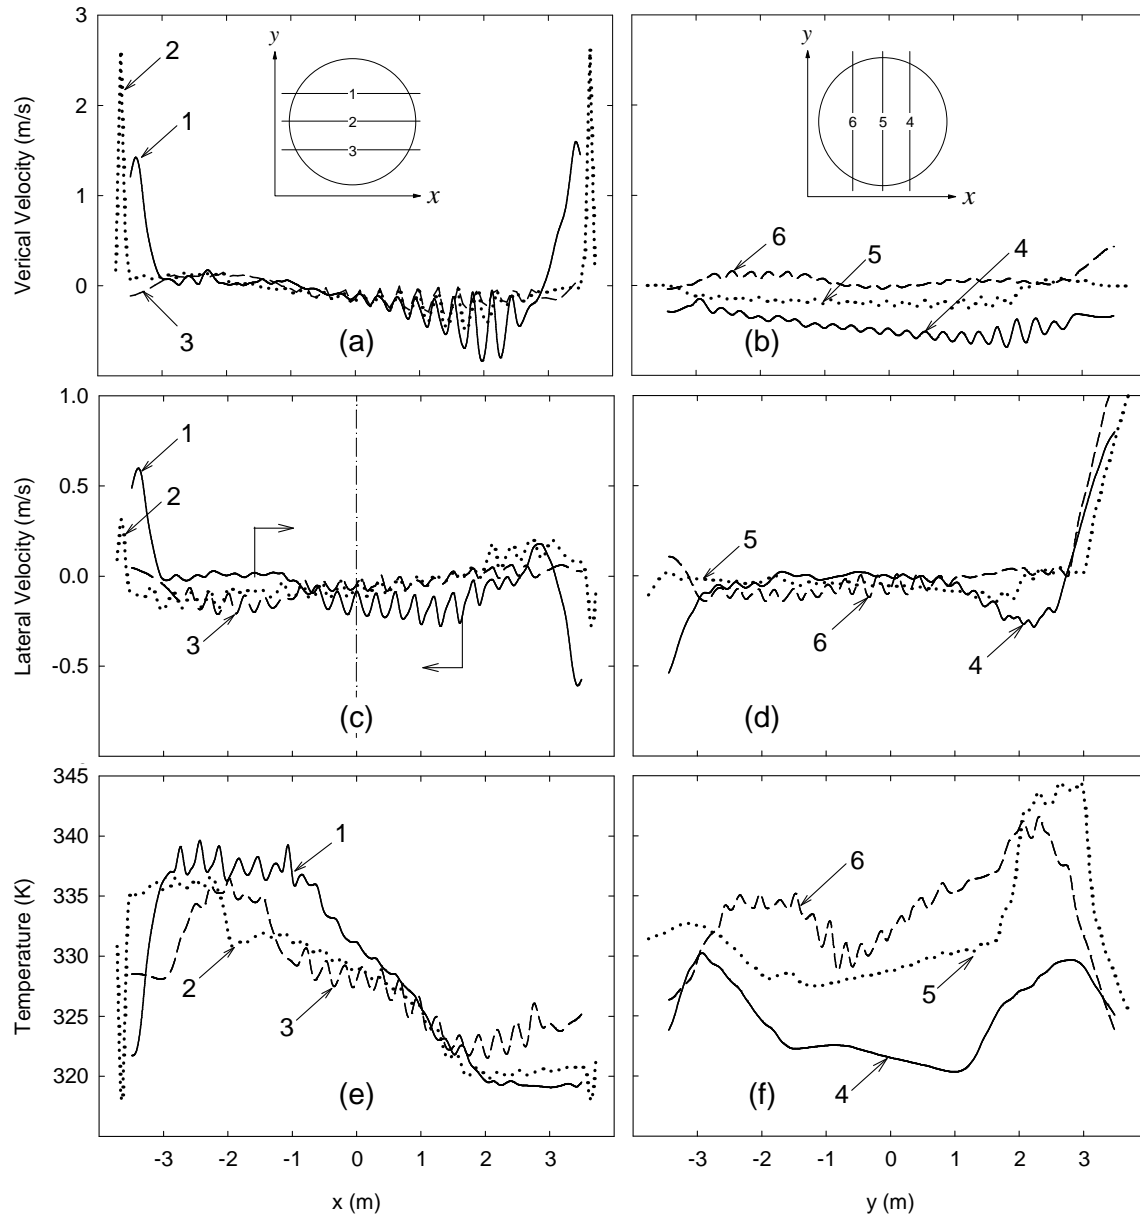 3
2
1
0
Verical Velocity (m/s)
2
1
3
y
x
1
2
3
(a)
y
x
6 5 4
6
5
4
(b)
1.0
0.5
0.0
-0.5
Lateral Velocity (m/s)
1
2
3
(c)
5
6
4
(d)
345
340
335
330
325
320
Temperature (K)
1
2
3
(e)
6
5
4
(f)
-3 -2 -1 0 1 2 3
x (m)
-3 -2 -1 0 1 2 3
y (m)